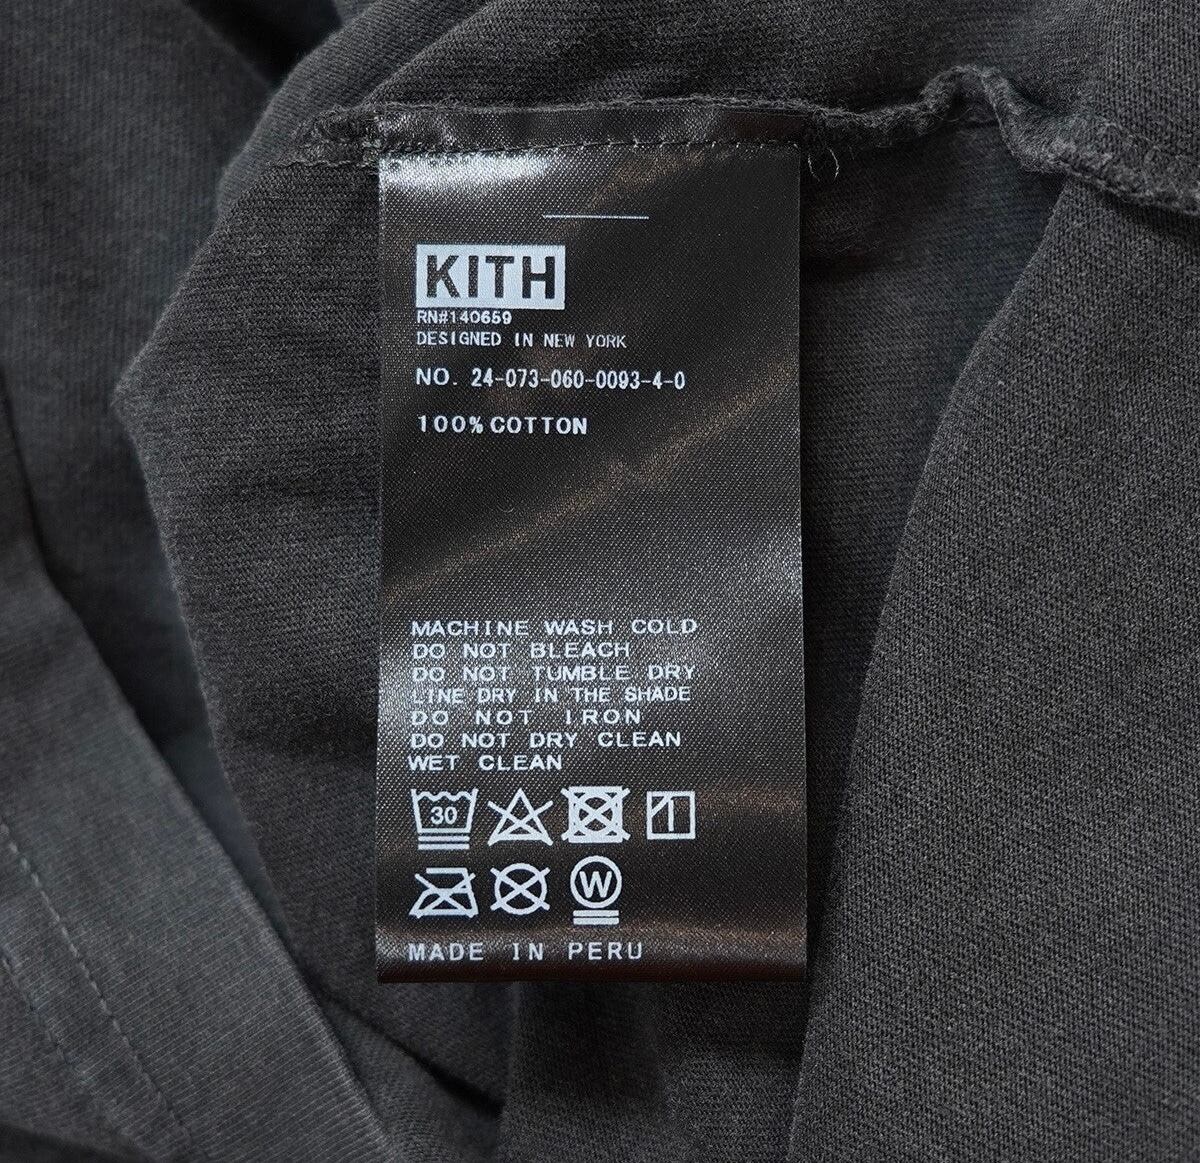 KITH
RN#140659
DESIGNED IN NEW YORK
NO. 24-073-060-0093-4-0
100% COTTON
MACHINE WASH COLD
DO NOT BLEACH
DO NOT TUMBLE DRY
LINE DRY IN THE SHADE
DO NOT IRON
DO NOT DRY CLEAN
WET CLEAN
30
W
MADE IN PERU